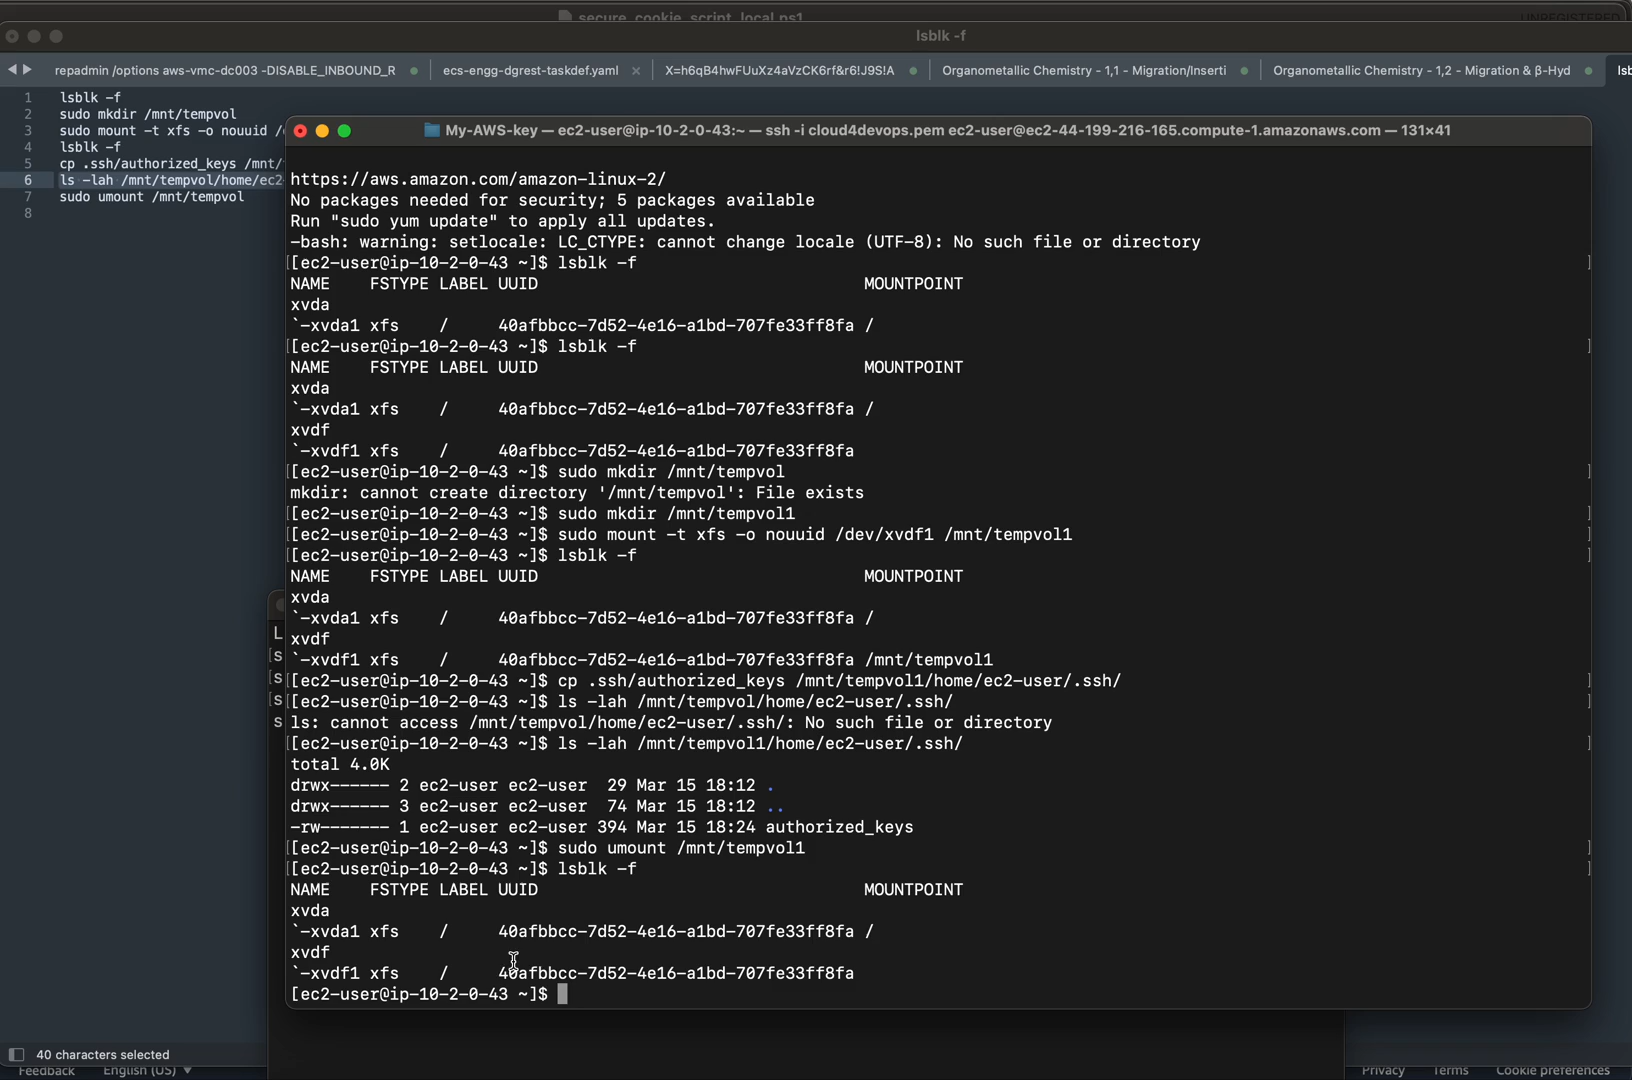 secure_cookie_script_local.ps1
UNREGISTERED
lsblk -f
repadmin /options aws-vmc-dc003 -DISABLE_INBOUND_R
ecs-engg-dgrest-taskdef.yaml
X=h6qB4hwFUuXz4aVzCK6rf&r6!J9S!A
Organometallic Chemistry - 1,1 - Migration/Inserti
Organometallic Chemistry - 1,2 - Migration & β-Hyd
lsb
1 lsblk -f
2 sudo mkdir /mnt/tempvol
3 sudo mount -t xfs -o nouuid /
4 lsblk -f
5 cp .ssh/authorized_keys /mnt/
6 ls -lah /mnt/tempvol/home/ec2
7 sudo umount /mnt/tempvol
8
My-AWS-key — ec2-user@ip-10-2-0-43:~ — ssh -i cloud4devops.pem ec2-user@ec2-44-199-216-165.compute-1.amazonaws.com — 131×41
https://aws.amazon.com/amazon-linux-2/
No packages needed for security; 5 packages available
Run "sudo yum update" to apply all updates.
-bash: warning: setlocale: LC_CTYPE: cannot change locale (UTF-8): No such file or directory
[[ec2-user@ip-10-2-0-43 ~]$ lsblk -f ]
NAME    FSTYPE LABEL UUID                                 MOUNTPOINT
xvda
`-xvda1 xfs    /     40afbbcc-7d52-4e16-a1bd-707fe33ff8fa /
[[ec2-user@ip-10-2-0-43 ~]$ lsblk -f ]
NAME    FSTYPE LABEL UUID                                 MOUNTPOINT
xvda
`-xvda1 xfs    /     40afbbcc-7d52-4e16-a1bd-707fe33ff8fa /
xvdf
`-xvdf1 xfs    /     40afbbcc-7d52-4e16-a1bd-707fe33ff8fa
[[ec2-user@ip-10-2-0-43 ~]$ sudo mkdir /mnt/tempvol ]
mkdir: cannot create directory '/mnt/tempvol': File exists
[[ec2-user@ip-10-2-0-43 ~]$ sudo mkdir /mnt/tempvol1 ]
[[ec2-user@ip-10-2-0-43 ~]$ sudo mount -t xfs -o nouuid /dev/xvdf1 /mnt/tempvol1 ]
[[ec2-user@ip-10-2-0-43 ~]$ lsblk -f ]
NAME    FSTYPE LABEL UUID                                 MOUNTPOINT
xvda
`-xvda1 xfs    /     40afbbcc-7d52-4e16-a1bd-707fe33ff8fa /
xvdf
`-xvdf1 xfs    /     40afbbcc-7d52-4e16-a1bd-707fe33ff8fa /mnt/tempvol1
[[ec2-user@ip-10-2-0-43 ~]$ cp .ssh/authorized_keys /mnt/tempvol1/home/ec2-user/.ssh/ ]
[[ec2-user@ip-10-2-0-43 ~]$ ls -lah /mnt/tempvol/home/ec2-user/.ssh/ ]
ls: cannot access /mnt/tempvol/home/ec2-user/.ssh/: No such file or directory
[[ec2-user@ip-10-2-0-43 ~]$ ls -lah /mnt/tempvol1/home/ec2-user/.ssh/ ]
total 4.0K
drwx------ 2 ec2-user ec2-user  29 Mar 15 18:12 .
drwx------ 3 ec2-user ec2-user  74 Mar 15 18:12 ..
-rw------- 1 ec2-user ec2-user 394 Mar 15 18:24 authorized_keys
[[ec2-user@ip-10-2-0-43 ~]$ sudo umount /mnt/tempvol1 ]
[[ec2-user@ip-10-2-0-43 ~]$ lsblk -f ]
NAME    FSTYPE LABEL UUID                                 MOUNTPOINT
xvda
`-xvda1 xfs    /     40afbbcc-7d52-4e16-a1bd-707fe33ff8fa /
xvdf
`-xvdf1 xfs    /     40afbbcc-7d52-4e16-a1bd-707fe33ff8fa
[ec2-user@ip-10-2-0-43 ~]$
L
[s
[s
[s
s
40 characters selected
Feedback
English (US) ▼
Privacy
Terms
Cookie preferences